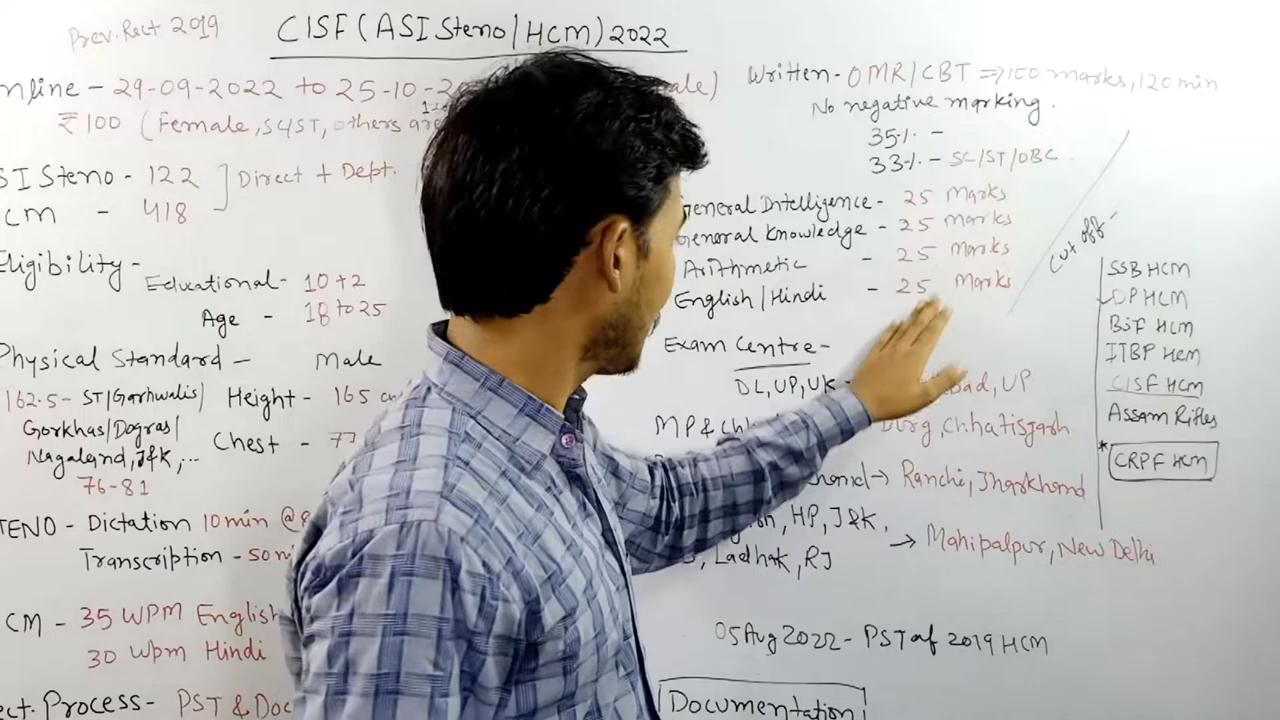 Prev. Rect 2019
CISF (ASI Steno/HCM) 2022
nline - 29-09-2022 to 25-10-20
ale)
₹100 (Female, SC/ST, others are
SI Steno - 122
CM - 418
Direct + Dept.
Eligibility -
Educational - 10+2
Age - 18 to 25
Physical Standard - Male
162.5 - ST/Garhwalis/
Gorkhas/Dogras/
Nagaland, J&K, ...
76-81
Height - 165 cm
Chest - 77
TENO - Dictation 10 min @8
Transcription - 50 mi
CM - 35 WPM English
30 Wpm Hindi
ect. Process - PST & Doc
Written - OMR/CBT ⇒ 100 marks, 120 min
No negative marking.
35% -
33% - SC/ST/OBC
General Intelligence - 25 Marks
General Knowledge - 25 Marks
Arithmetic - 25 Marks
English/Hindi - 25 Marks
Exam Centre -
DL, UP, UK - bad, UP
MP & Ch Durg, Chhatisgarh
→ Ranchi, Jharkhand
HP, J&K,
Ladhak, RJ → Mahipalpur, New Delhi
05 Aug 2022 - PST of 2019 HCM
Documentation
Cut off -
SSB HCM
DP HCM
BSF HCM
ITBP HCM
CISF HCM
Assam Rifles
* CRPF HCM